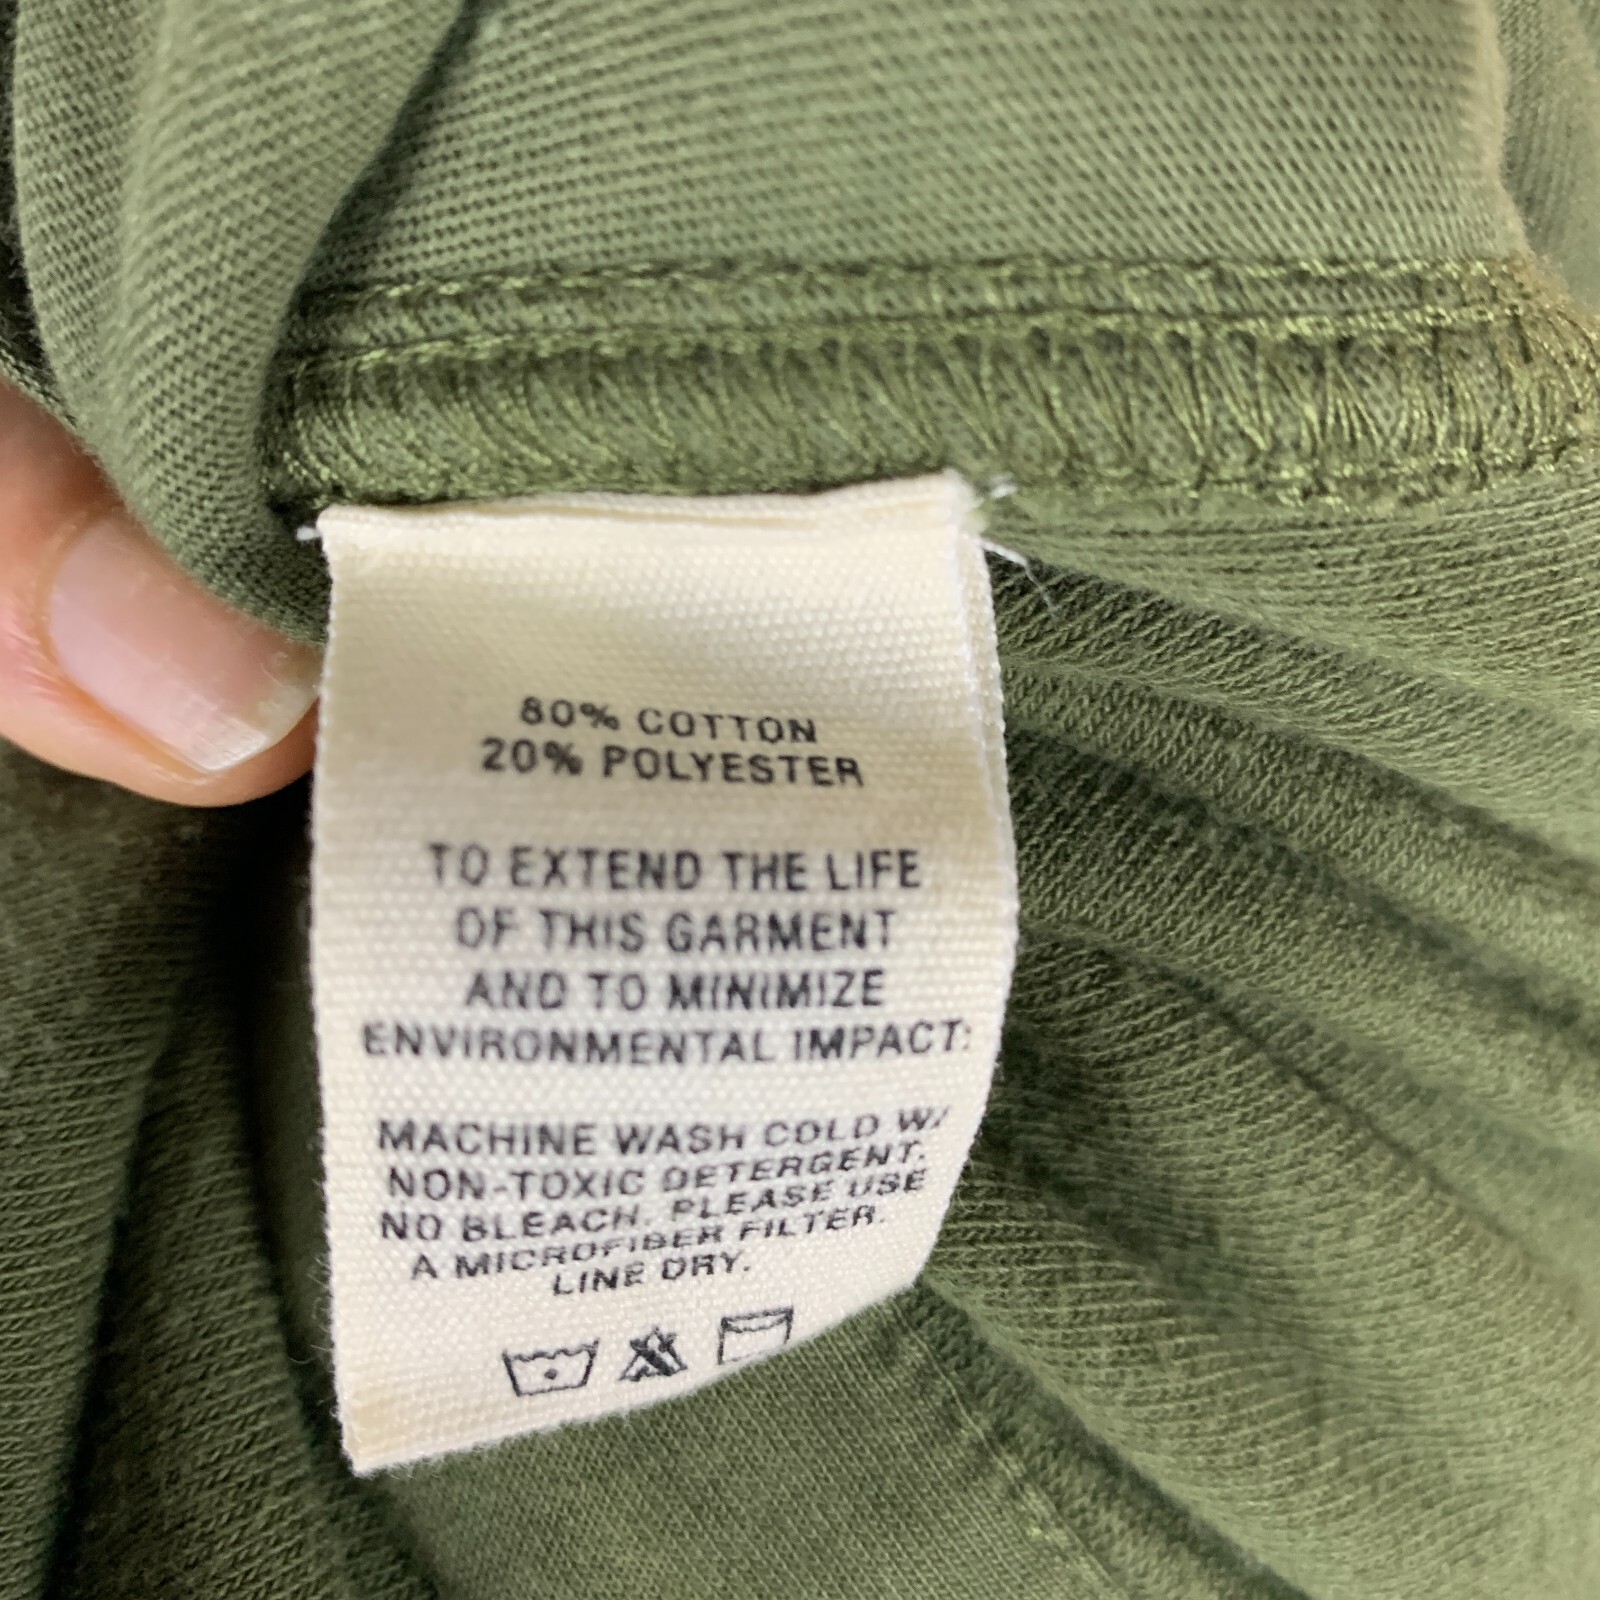 80% COTTON
20% POLYESTER
TO EXTEND THE LIFE
OF THIS GARMENT
AND TO MINIMIZE
ENVIRONMENTAL IMPACT:
MACHINE WASH COLD W/
NON-TOXIC DETERGENT.
NO BLEACH. PLEASE USE
A MICROFIBER FILTER.
LINE DRY.